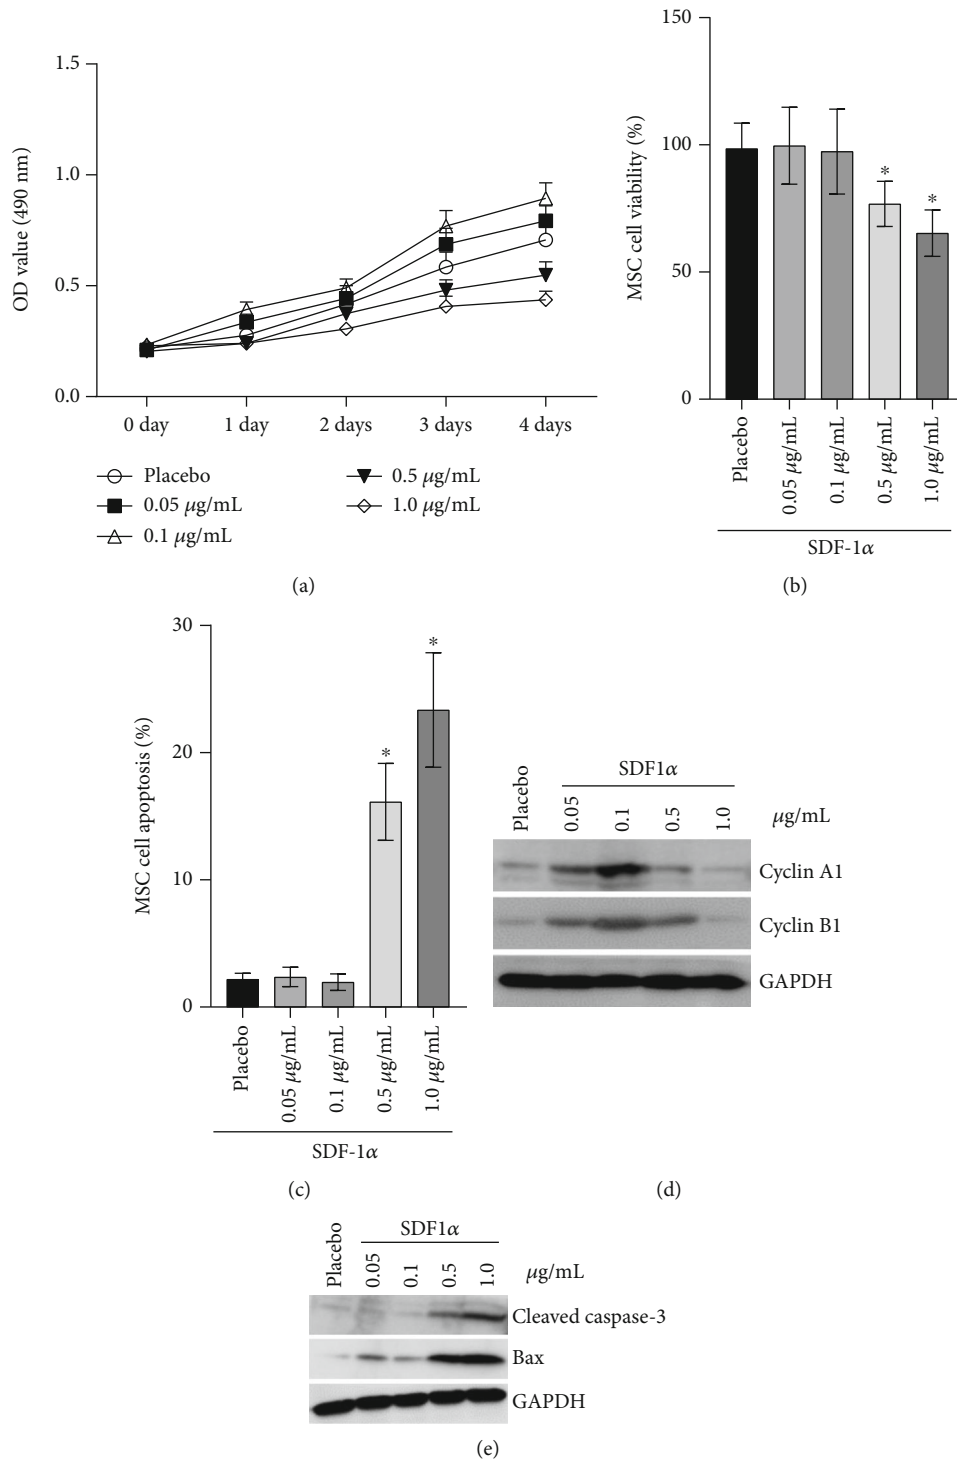 1.5
1.0
0.5
0.0
OD value (490 nm)
0 day
1 day
2 days
3 days
4 days
Placebo
0.05 μg/mL
0.1 μg/mL
0.5 μg/mL
1.0 μg/mL
(a)
150
100
50
0
MSC cell viability (%)
*
*
Placebo
0.05 μg/mL
0.1 μg/mL
0.5 μg/mL
1.0 μg/mL
SDF-1α
(b)
30
20
10
0
MSC cell apoptosis (%)
*
*
Placebo
0.05 μg/mL
0.1 μg/mL
0.5 μg/mL
1.0 μg/mL
SDF-1α
(c)
SDF1α
Placebo
0.05
0.1
0.5
1.0
μg/mL
Cyclin A1
Cyclin B1
GAPDH
(d)
SDF1α
Placebo
0.05
0.1
0.5
1.0
μg/mL
Cleaved caspase-3
Bax
GAPDH
(e)